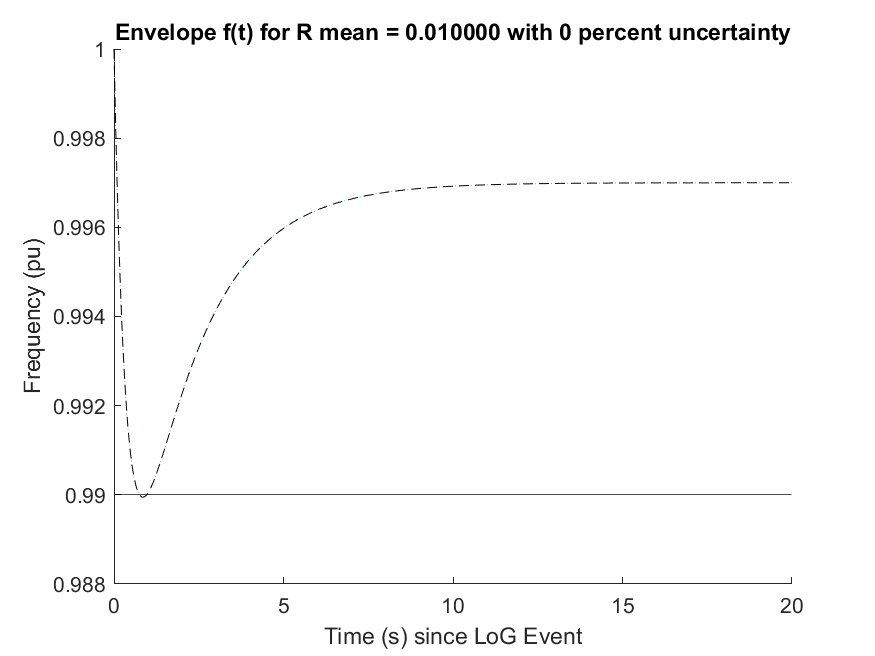 Envelope f(t) for R mean = 0.010000 with 0 percent uncertainty
1
0.998
0.996
0.994
0.992
0.99
0.988
Frequency (pu)
0 5 10 15 20
Time (s) since LoG Event